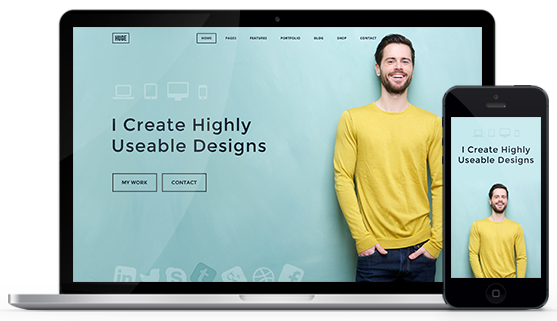 HUGE
HOME PAGES FEATURES PORTFOLIO BLOG SHOP CONTACT
I Create Highly
Useable Designs
MY WORK CONTACT
I Create Highly
Useable Designs